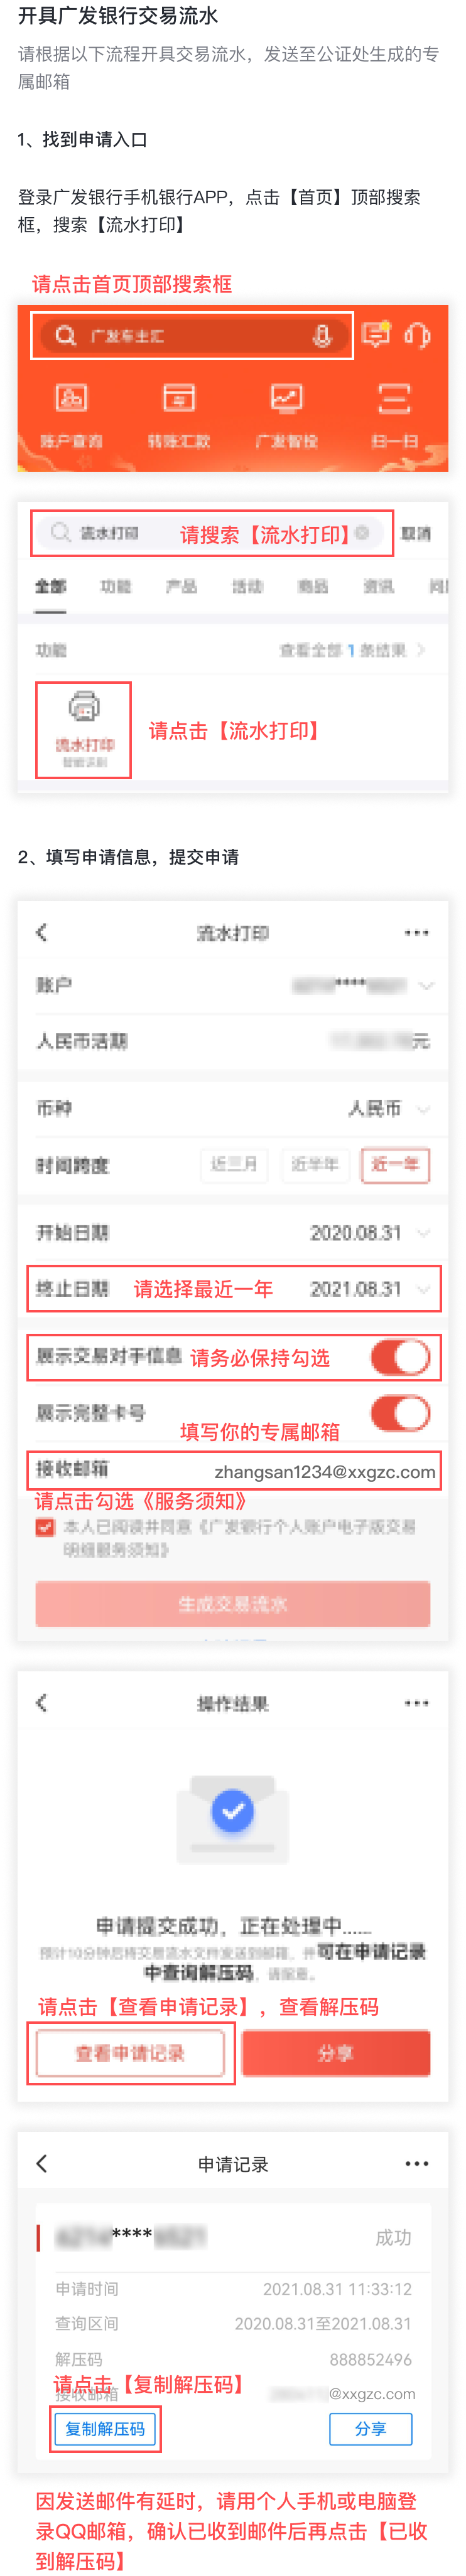 开具广发银行交易流水
请根据以下流程开具交易流水，发送至公证处生成的专
属邮箱
1、找到申请入口
登录广发银行手机银行APP，点击【首页】顶部搜索
框，搜索【流水打印】
请点击首页顶部搜索框
广发车主汇
账户查询 转账汇款 广发智投 扫一扫
流水打印 请搜索【流水打印】 取消
全部 功能 产品 活动 商品 资讯
功能 查看全部 1 条结果
流水打印 请点击【流水打印】
智能识别
2、填写申请信息，提交申请
流水打印
账户 ****
人民币活期 元
币种 人民币
时间跨度 近三月 近半年 近一年
开始日期 2020.08.31
终止日期 请选择最近一年 2021.08.31
展示交易对手信息 请务必保持勾选
展示完整卡号
填写你的专属邮箱
接收邮箱 zhangsan1234@xxgzc.com
请点击勾选《服务须知》
本人已阅读并同意《广发银行个人账户电子版交易
明细服务须知》
生成交易流水
操作结果
申请提交成功，正在处理中......
预计10分钟后将交易流水文件发送到邮箱，并可在申请记录
中查询解压码，请留意。
请点击【查看申请记录】，查看解压码
查看申请记录 分享
申请记录
6214****6521 成功
申请时间 2021.08.31 11:33:12
查询区间 2020.08.31至2021.08.31
解压码 888852496
请点击【复制解压码】
接收邮箱 @xxgzc.com
复制解压码 分享
因发送邮件有延时，请用个人手机或电脑登
录QQ邮箱，确认已收到邮件后再点击【已收
到解压码】